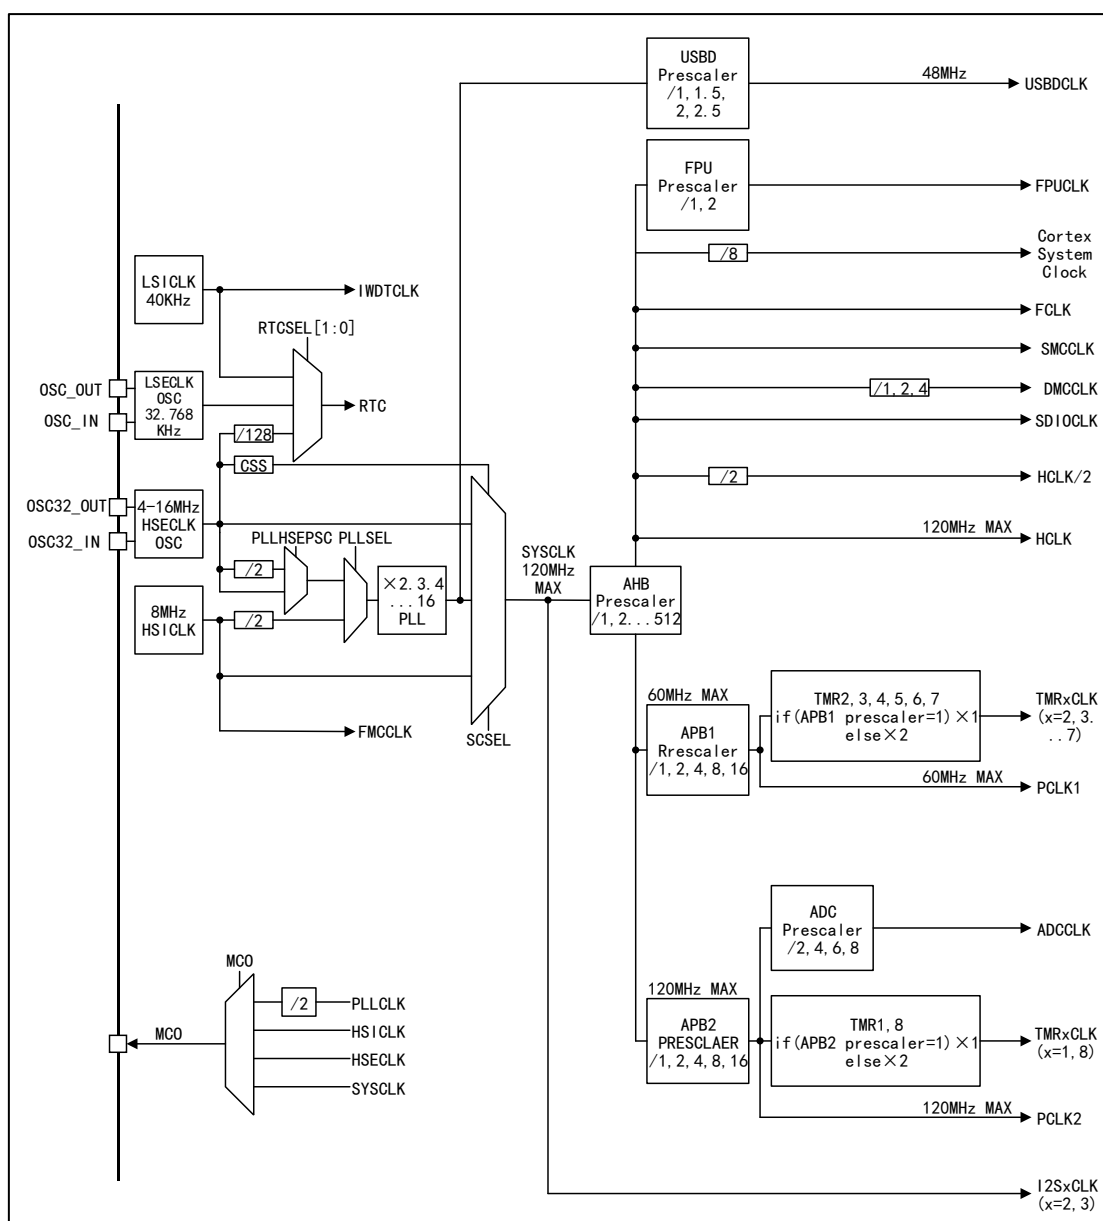 USBD
Prescaler
/1, 1.5,
2, 2.5
48MHz
USBDCLK
FPU
Prescaler
/1, 2
FPUCLK
/8
Cortex
System
Clock
LSICLK
40KHz
IWDTCLK
FCLK
RTCSEL[1:0]
SMCCLK
OSC_OUT
OSC_IN
LSECLK
OSC
32.768
KHz
RTC
/1, 2, 4
DMCCLK
SDIOCLK
/128
CSS
/2
HCLK/2
OSC32_OUT
OSC32_IN
4-16MHz
HSECLK
OSC
120MHz MAX
HCLK
PLLHSEPSC
PLLSEL
SYSCLK
120MHz
MAX
/2
×2.3.4
...16
PLL
AHB
Prescaler
/1, 2...512
8MHz
HSICLK
/2
FMCCLK
SCSEL
60MHz MAX
APB1
Rrescaler
/1, 2, 4, 8, 16
TMR2, 3, 4, 5, 6, 7
if(APB1 prescaler=1) ×1
else×2
TMRxCLK
(x=2, 3.
..7)
60MHz MAX
PCLK1
ADC
Prescaler
/2, 4, 6, 8
ADCCLK
MCO
/2
PLLCLK
HSICLK
HSECLK
SYSCLK
MCO
120MHz MAX
APB2
PRESCLAER
/1, 2, 4, 8, 16
TMR1, 8
if(APB2 prescaler=1) ×1
else×2
TMRxCLK
(x=1, 8)
120MHz MAX
PCLK2
I2SxCLK
(x=2, 3)